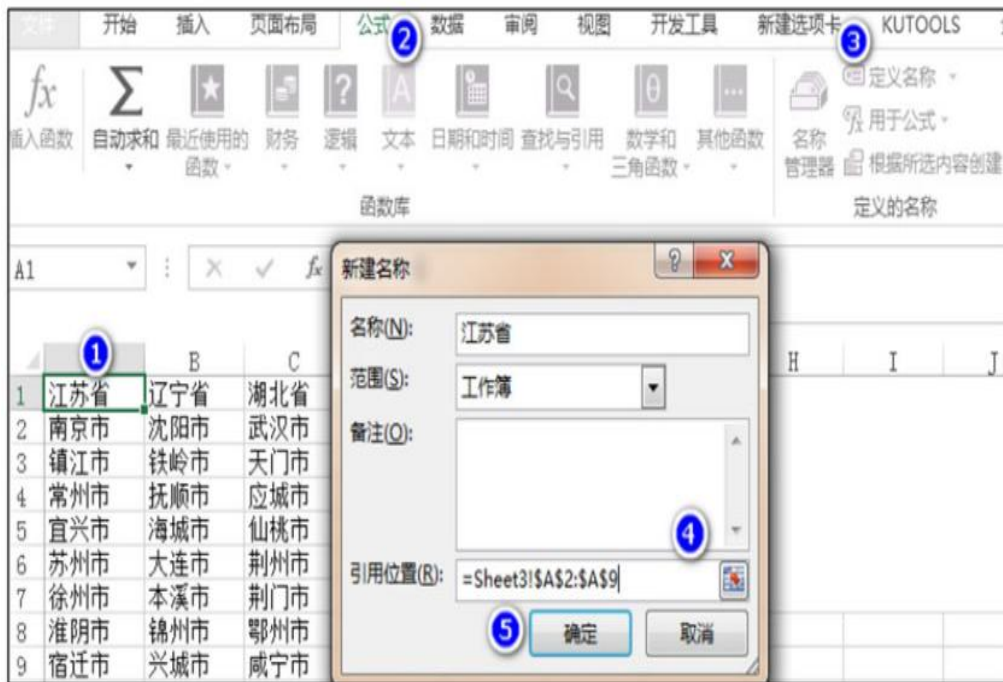 文件 开始 插入 页面布局 公式 2 数据 审阅 视图 开发工具 新建选项卡 3 KUTOOLS
fx Σ ? A θ ... 定义名称
用于公式
插入函数 自动求和 最近使用的 财务 逻辑 文本 日期和时间 查找与引用 数学和 其他函数 名称
函数 三角函数 管理器 根据所选内容创建
函数库 定义的名称
A1 fx 新建名称 ?
名称(N): 江苏省
1 B C H I J
范围(S): 工作簿
1 江苏省 辽宁省 湖北省
2 南京市 沈阳市 武汉市 备注(O):
3 镇江市 铁岭市 天门市
4 常州市 抚顺市 应城市
5 宜兴市 海城市 仙桃市 4
6 苏州市 大连市 荆州市 引用位置(R): =Sheet3!$A$2:$A$9
7 徐州市 本溪市 荆门市
8 淮阴市 锦州市 鄂州市 5 确定 取消
9 宿迁市 兴城市 咸宁市